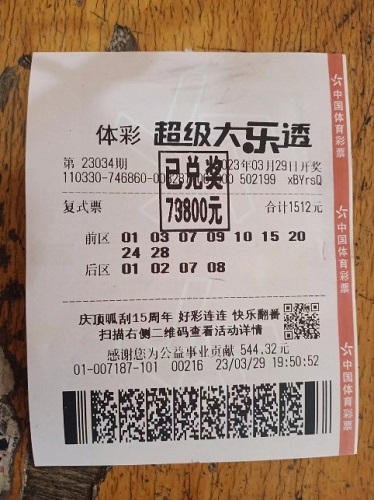 体彩 超级大乐透
第 23034期 2023年03月29日开奖
110330-746860-00 502199 xBYrsQ
已兑奖
73800元
复式票 合计1512元
前区 01 03 07 09 10 15 20
24 28
后区 01 02 07 08
庆顶呱刮15周年 好彩连连 快乐翻番
扫描右侧二维码查看活动详情
感谢您为公益事业贡献 544.32元
01-007187-101 00216 23/03/29 19:50:52
中国体育彩票
中国体育彩票
中国体育彩票